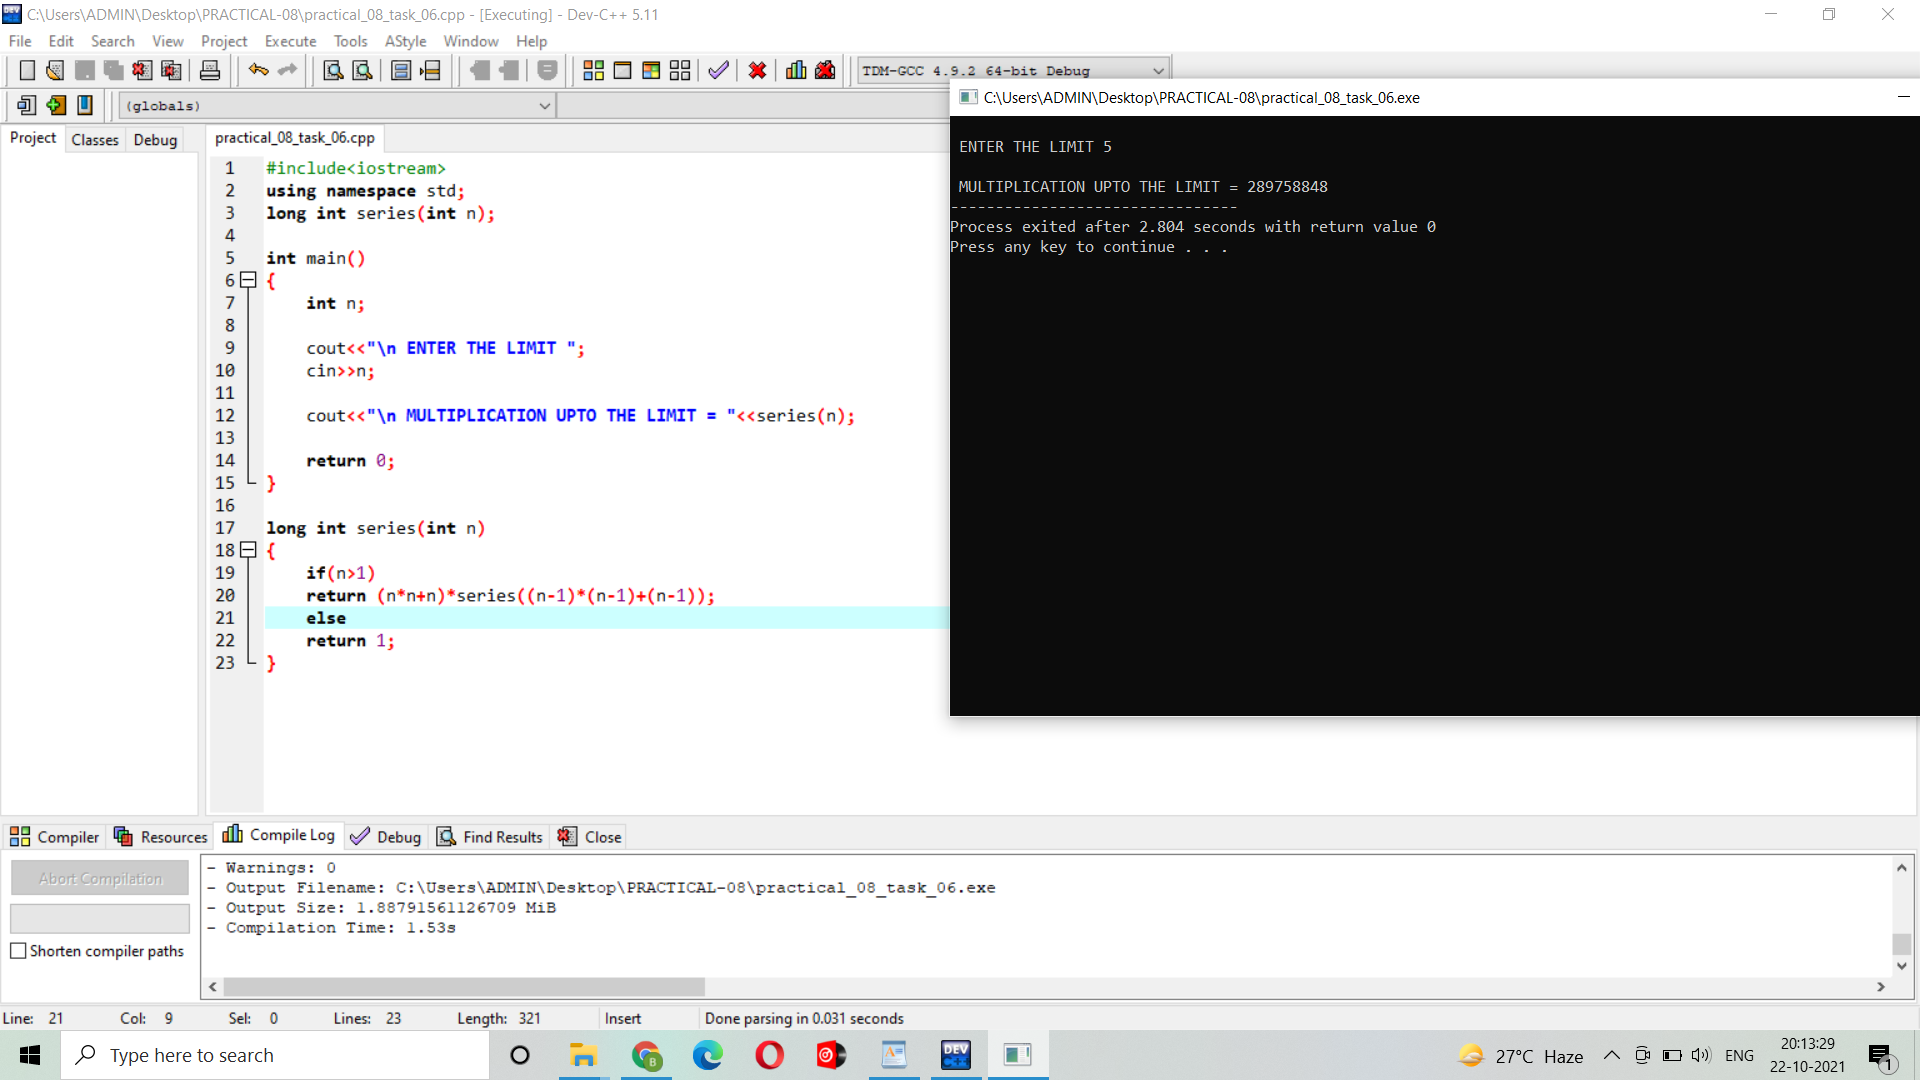 C:\Users\ADMIN\Desktop\PRACTICAL-08\practical_08_task_06.cpp - [Executing] - Dev-C++ 5.11
File Edit Search View Project Execute Tools AStyle Window Help
TDM-GCC 4.9.2 64-bit Debug
(globals)
Project Classes Debug
practical_08_task_06.cpp
1 #include<iostream>
2 using namespace std;
3 long int series(int n);
4
5 int main()
6 {
7 int n;
8
9 cout<<"\n ENTER THE LIMIT ";
10 cin>>n;
11
12 cout<<"\n MULTIPLICATION UPTO THE LIMIT = "<<series(n);
13
14 return 0;
15 }
16
17 long int series(int n)
18 {
19 if(n>1)
20 return (n*n+n)*series((n-1)*(n-1)+(n-1));
21 else
22 return 1;
23 }
C:\Users\ADMIN\Desktop\PRACTICAL-08\practical_08_task_06.exe
ENTER THE LIMIT 5
MULTIPLICATION UPTO THE LIMIT = 289758848
--------------------------------
Process exited after 2.804 seconds with return value 0
Press any key to continue . . .
Compiler Resources Compile Log Debug Find Results Close
Abort Compilation
Shorten compiler paths
- Warnings: 0
- Output Filename: C:\Users\ADMIN\Desktop\PRACTICAL-08\practical_08_task_06.exe
- Output Size: 1.88791561126709 MiB
- Compilation Time: 1.53s
Line: 21 Col: 9 Sel: 0 Lines: 23 Length: 321 Insert Done parsing in 0.031 seconds
Type here to search
B
DEV C++
27°C Haze
ENG
20:13:29
22-10-2021
1